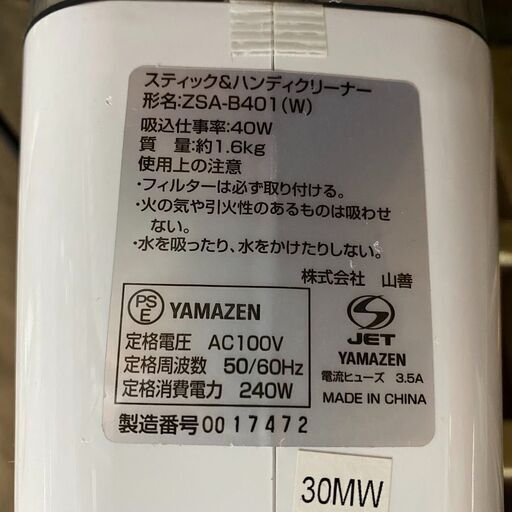 スティック&ハンディクリーナー
形名:ZSA-B401(W)
吸込仕事率:40W
質 量:約1.6kg
使用上の注意
・フィルターは必ず取り付ける。
・火の気や引火性のあるものは吸わせ
ない。
・水を吸ったり、水をかけたりしない。
株式会社 山善
PS
E
YAMAZEN
定格電圧 AC100V
定格周波数 50/60Hz
定格消費電力 240W
製造番号0017472
S
JET
YAMAZEN
電流ヒューズ 3.5A
MADE IN CHINA
30MW